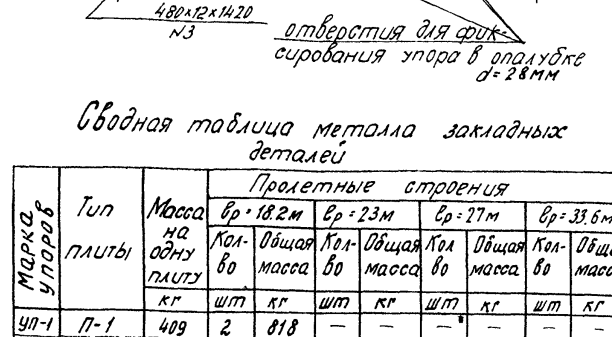 480x12x1420
N3
отверстия для фик-
сирования упора в опалубке
d=28мм
Сводная таблица металла закладных
деталей
Марка упоров
Тип плиты
Масса на одну плиту
Пролетные строения
ℓр=18.2м ℓр=23м ℓр=27м ℓр=33.6м
Кол-во Общая масса Кол-во Общая масса Кол во Общая масса Кол-во
кг шт кг шт кг шт кг шт кг
УП-1 П-1 409 2 818 — — — — — —